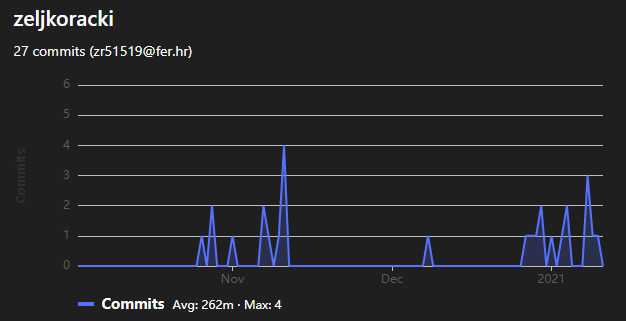 zeljkoracki
27 commits (zr51519@fer.hr)
6
5
4
3
2
1
0
Commits
Nov Dec 2021
Commits Avg: 262m · Max: 4